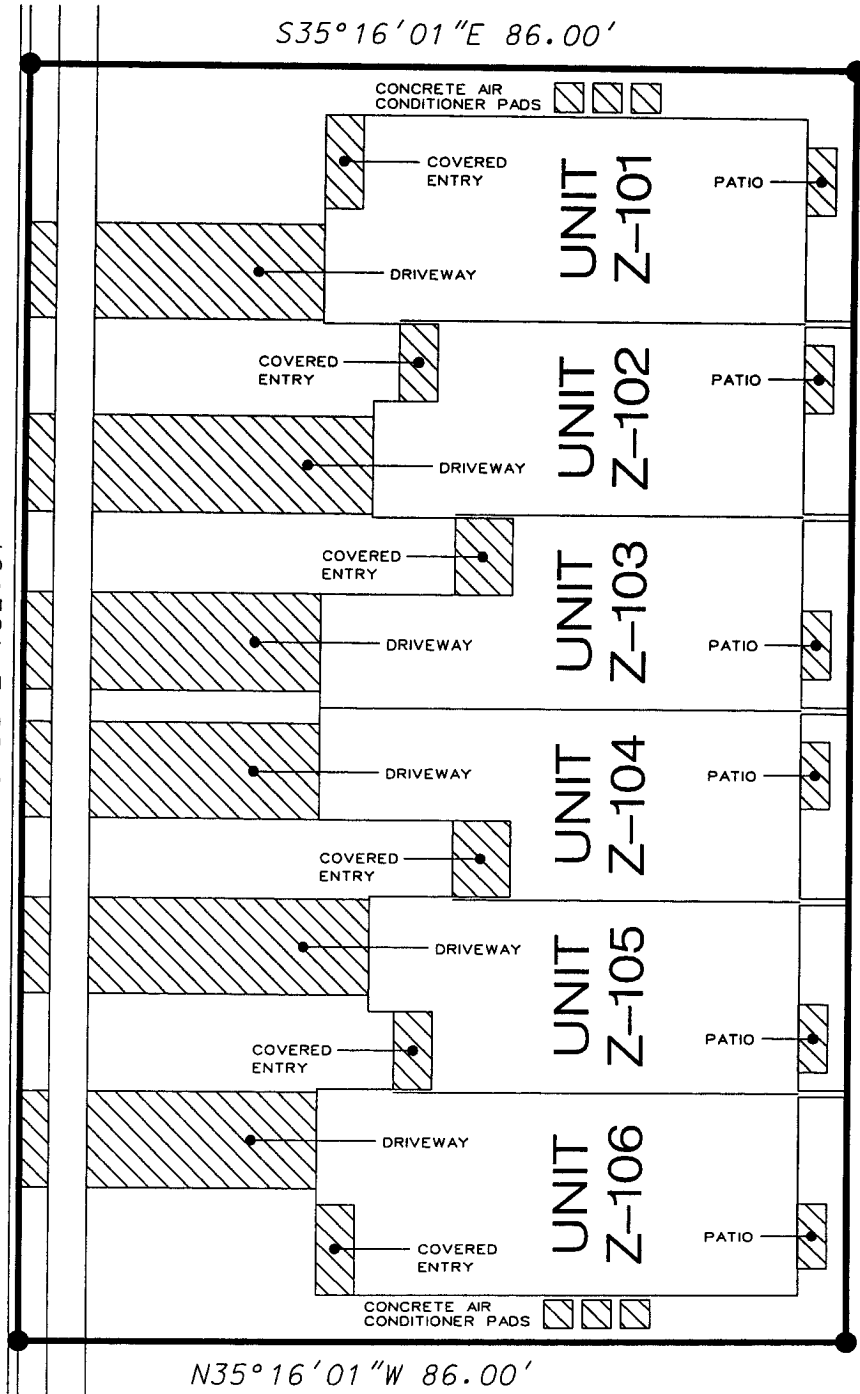 S35°16'01"E 86.00'
CONCRETE AIR
CONDITIONER PADS
COVERED
ENTRY
UNIT
Z-101
PATIO
DRIVEWAY
COVERED
ENTRY
UNIT
Z-102
PATIO
DRIVEWAY
COVERED
ENTRY
UNIT
Z-103
DRIVEWAY
PATIO
UNIT
Z-104
DRIVEWAY
PATIO
COVERED
ENTRY
UNIT
Z-105
DRIVEWAY
PATIO
COVERED
ENTRY
UNIT
Z-106
DRIVEWAY
PATIO
COVERED
ENTRY
CONCRETE AIR
CONDITIONER PADS
N35°16'01"W 86.00'